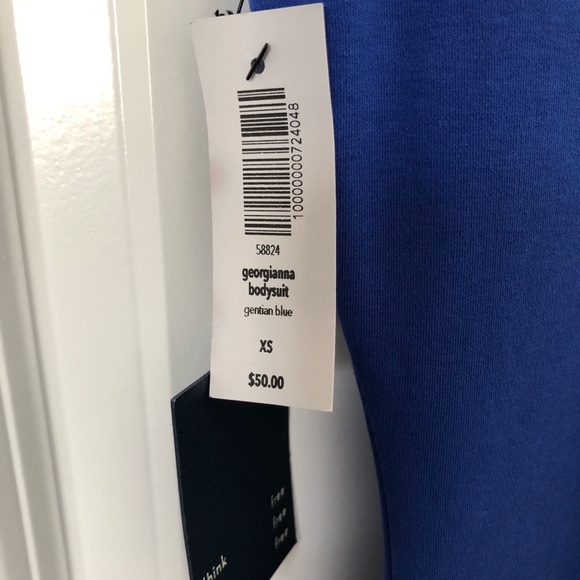 10000000724048
58824
georgianna
bodysuit
gentian blue
XS
$50.00
free
free
free
think